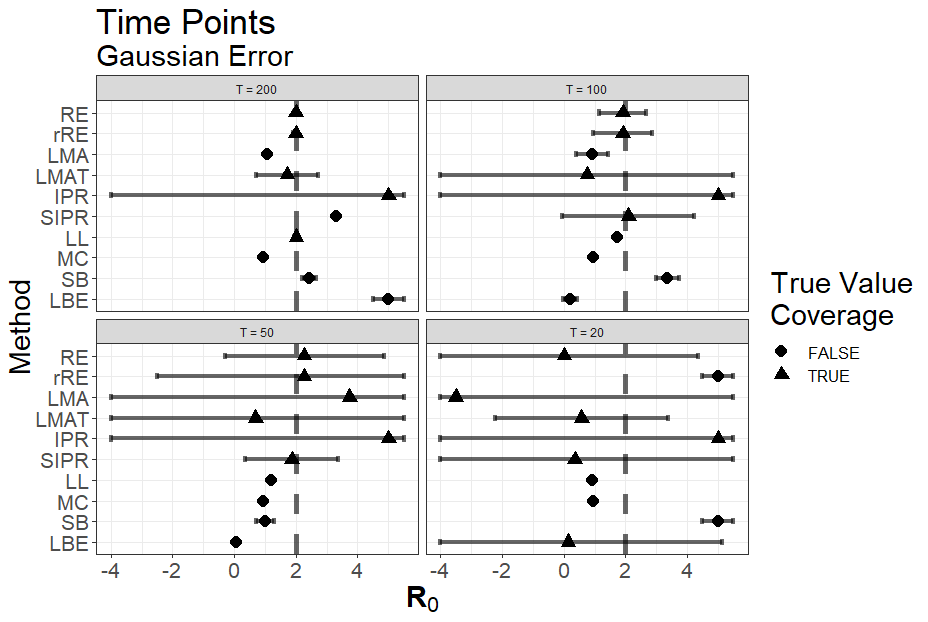 Time Points
Gaussian Error
T = 200
T = 100
RE
rRE
LMA
LMAT
IPR
SIPR
LL
MC
SB
LBE
Method
T = 50
T = 20
RE
rRE
LMA
LMAT
IPR
SIPR
LL
MC
SB
LBE
-4 -2 0 2 4
-4 -2 0 2 4
R0
True Value
Coverage
FALSE
TRUE